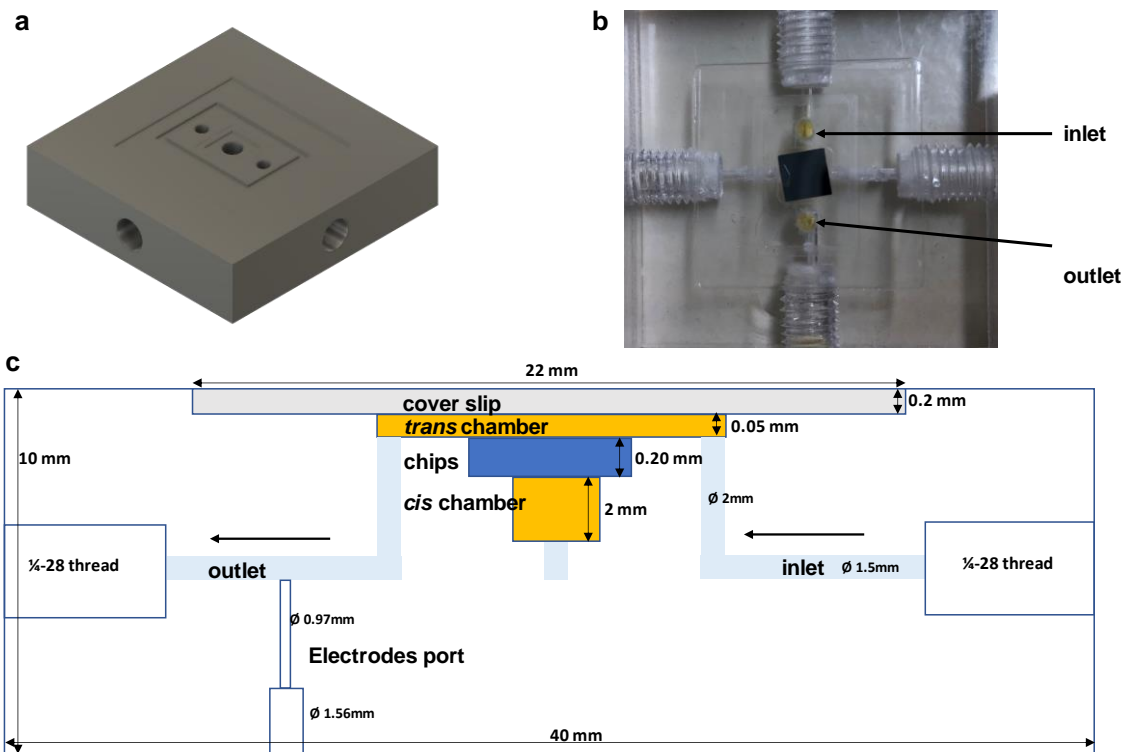 a
b
inlet
outlet
c
22 mm
cover slip
0.2 mm
trans chamber
0.05 mm
10 mm
chips
0.20 mm
cis chamber
Ø 2mm
2 mm
¼-28 thread
outlet
inlet
Ø 1.5mm
¼-28 thread
Ø 0.97mm
Electrodes port
Ø 1.56mm
40 mm